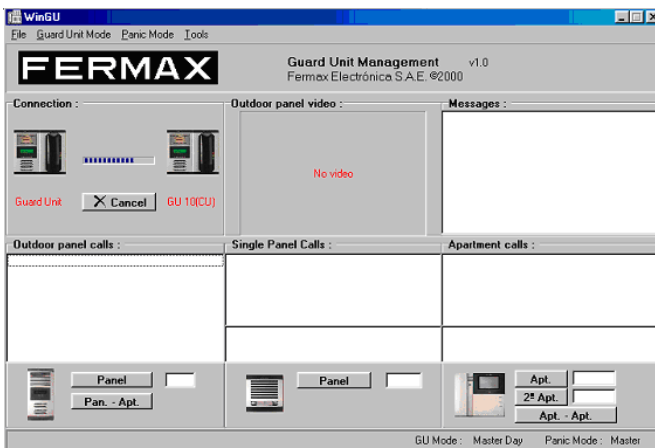 WinGU
File Guard Unit Mode Panic Mode Tools
FERMAX
Guard Unit Management v1.0
Fermax Electrónica S.A.E. ©2000
Connection :
Outdoor panel video :
Messages :
No video
Guard Unit
Cancel
GU 10(CU)
Outdoor panel calls :
Single Panel Calls :
Apartment calls :
Panel
Pan. - Apt.
Panel
Apt.
2ª Apt.
Apt. - Apt.
GU Mode : Master Day Panic Mode : Master